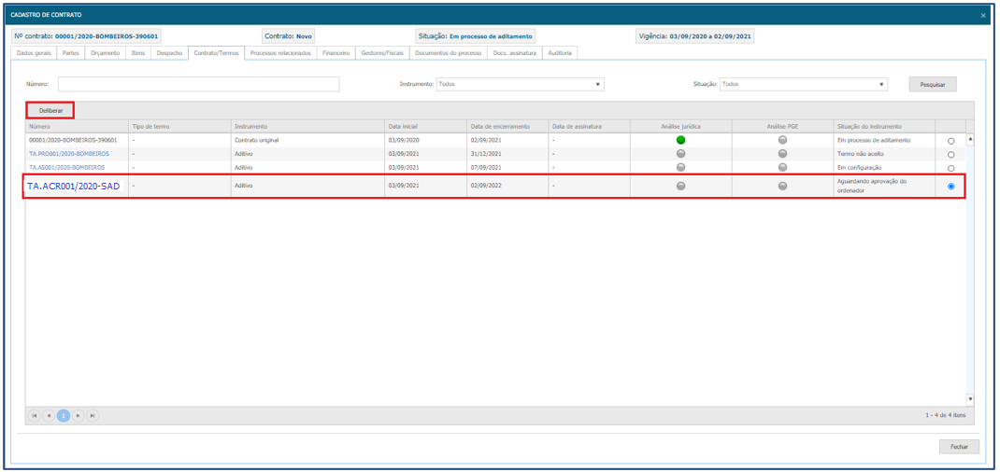 CADASTRO DE CONTRATO ×
Nº contrato: 00001/2020-BOMBEIROS-390601 Contrato: Novo Situação: Em processo de aditamento Vigência: 03/09/2020 a 02/09/2021
Dados gerais Partes Orçamento Itens Despacho Contrato/Termos Processos relacionados Financeiro Gestores/Fiscais Documentos do processo Docs. assinatura Auditoria
Número: Instrumento: Todos Situação: Todos Pesquisar
Deliberar
Número Tipo de termo Instrumento Data inicial Data de encerramento Data de assinatura Análise jurídica Análise PGE Situação do instrumento
00001/2020-BOMBEIROS-390601 - Contrato original 03/09/2020 02/09/2021 - Em processo de aditamento
TA.PRO001/2020-BOMBEIROS - Aditivo 03/09/2021 31/12/2021 - Termo não aceito
TA.AS001/2020-BOMBEIROS - Aditivo 03/09/2021 07/09/2021 - Em configuração
TA.ACR001/2020-SAD - Aditivo 03/09/2021 02/09/2022 - Aguardando aprovação do
ordenador
1 1 - 4 de 4 itens
Fechar